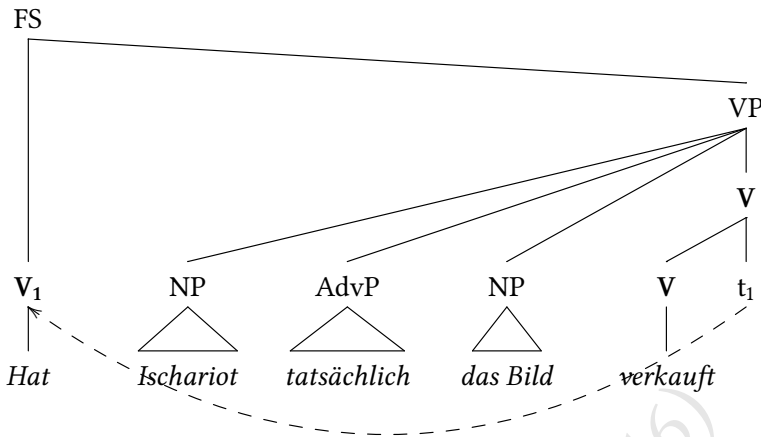 FS
VP
V
V₁ NP AdvP NP V t₁
Hat Ischariot tatsächlich das Bild verkauft